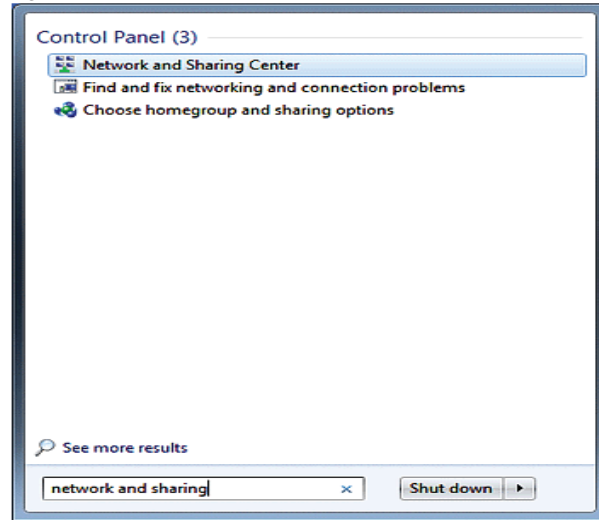 Control Panel (3)
Network and Sharing Center
Find and fix networking and connection problems
Choose homegroup and sharing options
See more results
network and sharing
Shut down